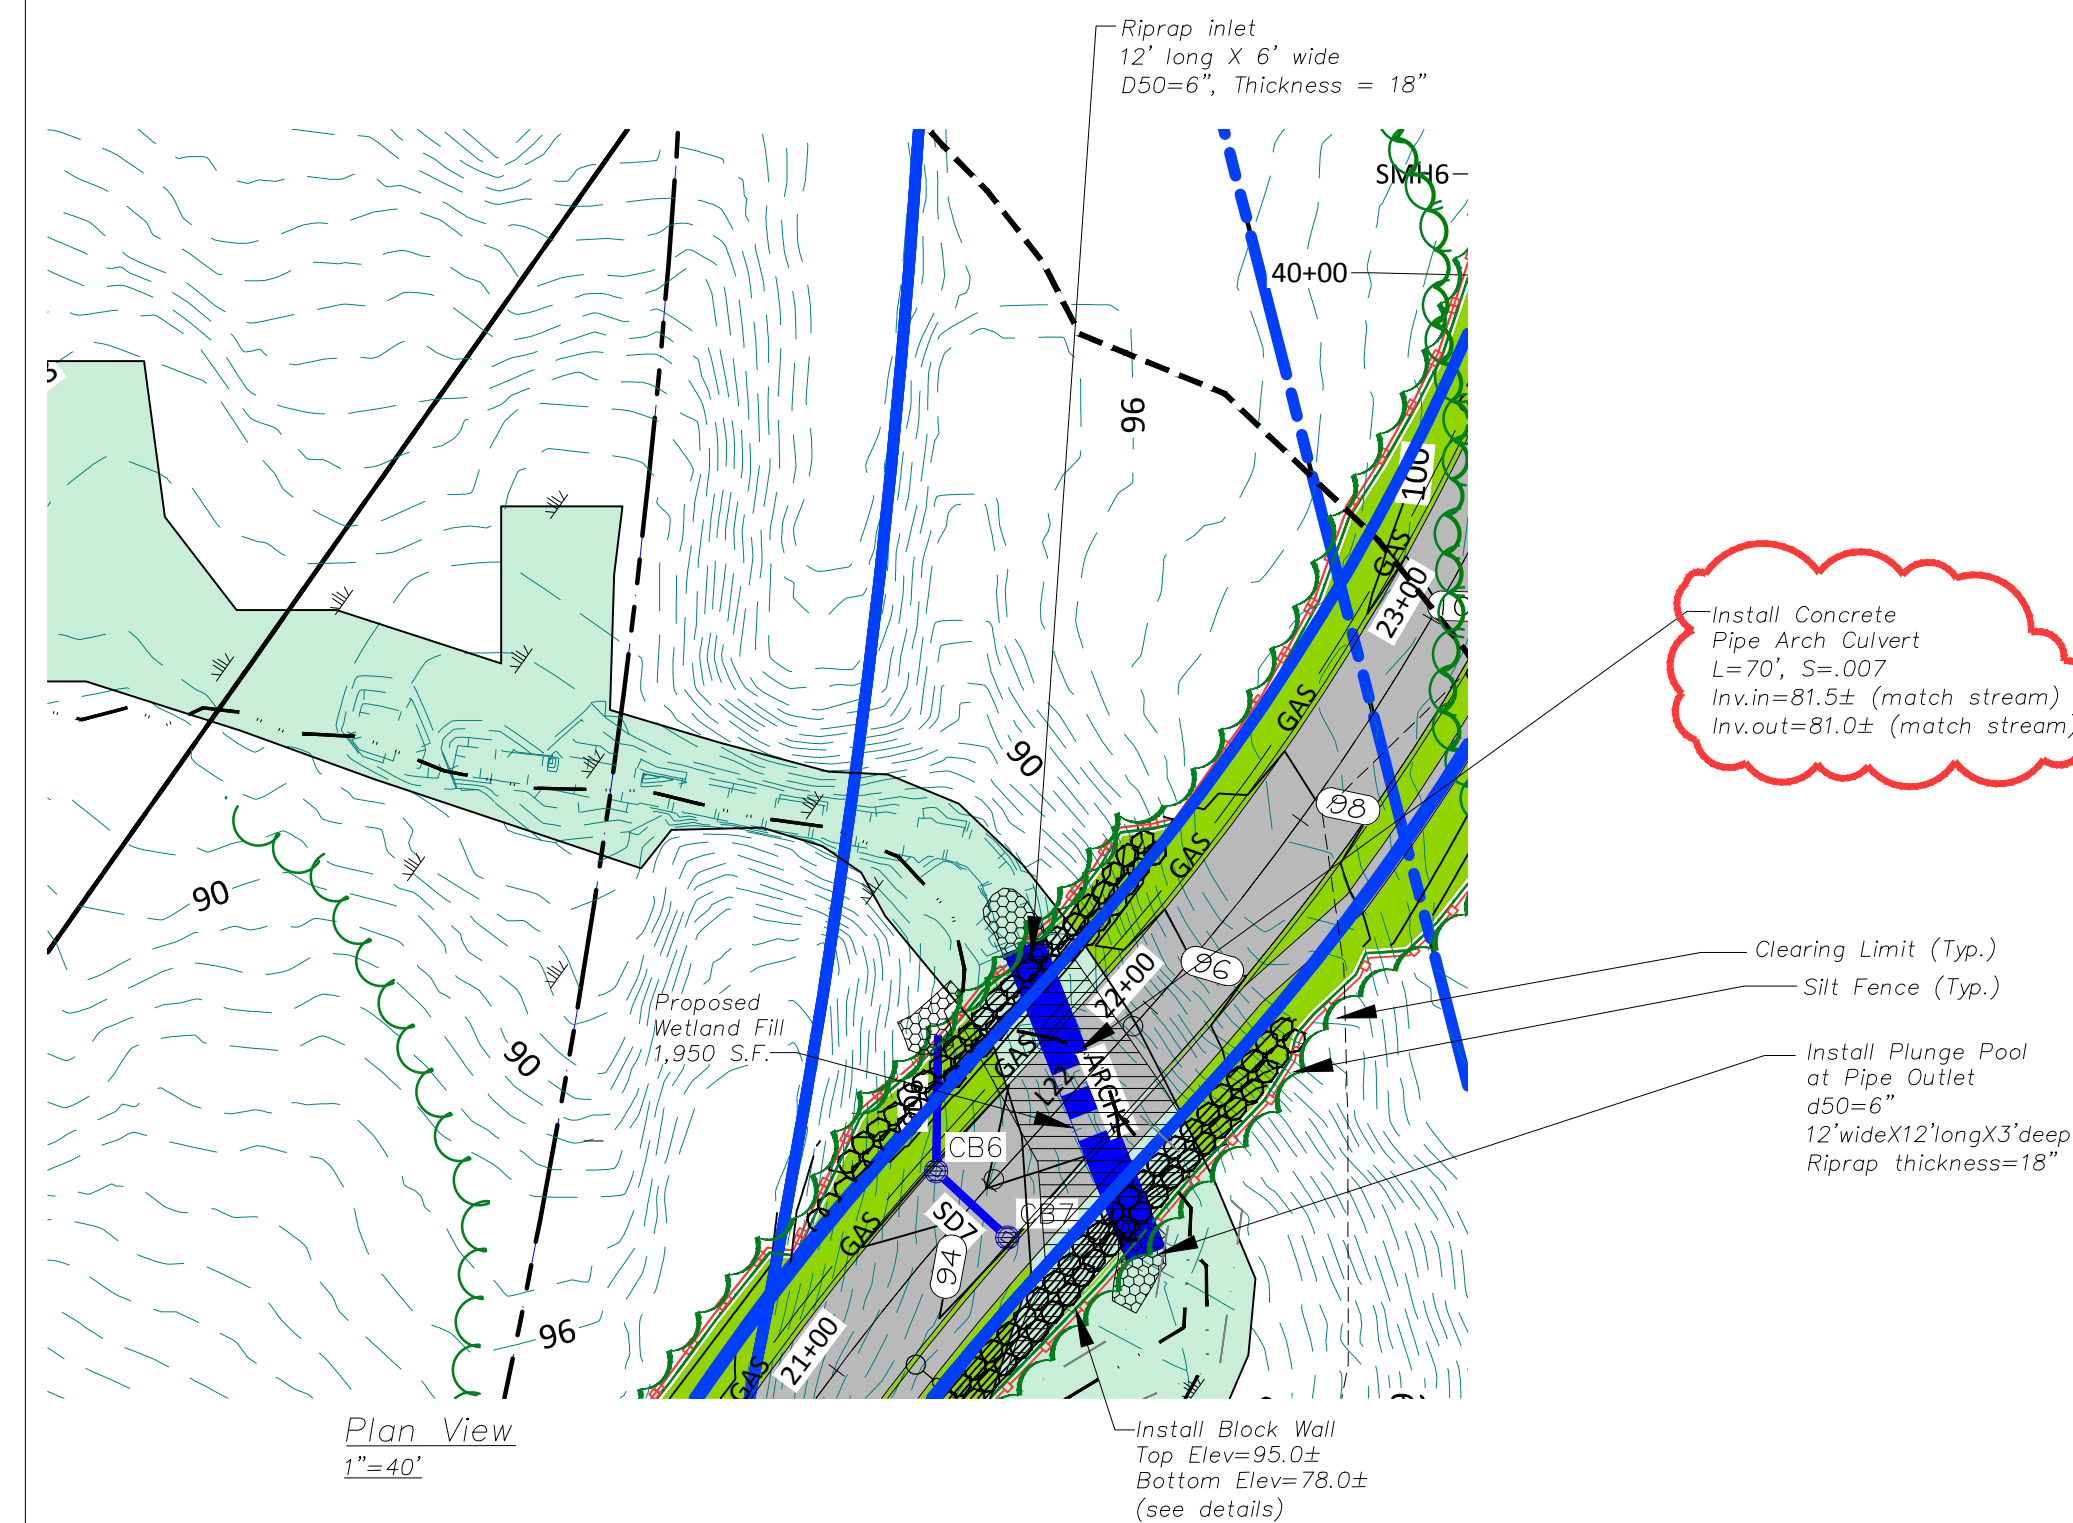 Riprap inlet
12' long X 6' wide
D50=6", Thickness = 18"
SMH6
40+00
96
100
GAS
23+00
Install Concrete
Pipe Arch Culvert
L=70', S=.007
Inv.in=81.5± (match stream)
Inv.out=81.0± (match stream)
GAS
90
98
GAS
90
Clearing Limit (Typ.)
96
22+00
Silt Fence (Typ.)
Proposed
Wetland Fill
1,950 S.F.
GAS
90
L22
ARCH
Install Plunge Pool
at Pipe Outlet
d50=6"
12'wideX12'longX3'deep
Riprap thickness=18"
CB6
CB7
SD7
GAS
94
96
21+00
GAS
Plan View
1"=40'
Install Block Wall
Top Elev=95.0±
Bottom Elev=78.0±
(see details)